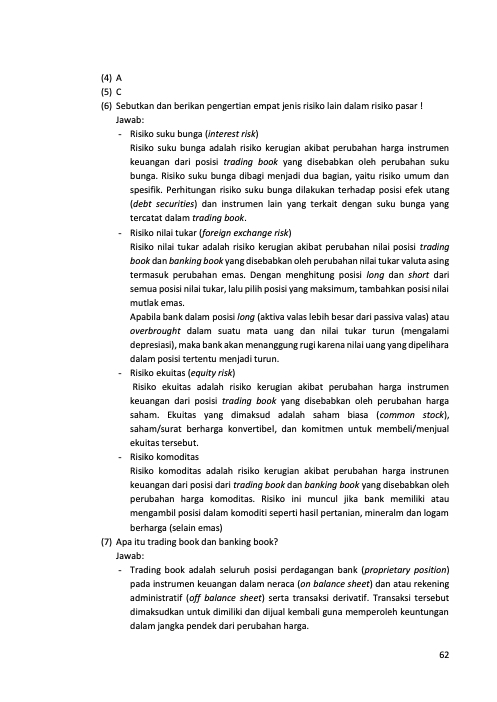 (4) A
(5) C
(6) Sebutkan dan berikan pengertian empat jenis risiko lain dalam risiko pasar !
Jawab:
- Risiko suku bunga (interest risk)
Risiko suku bunga adalah risiko kerugian akibat perubahan harga instrumen
keuangan dari posisi trading book yang disebabkan oleh perubahan suku
bunga. Risiko suku bunga dibagi menjadi dua bagian, yaitu risiko umum dan
spesifik. Perhitungan risiko suku bunga dilakukan terhadap posisi efek utang
(debt securities) dan instrumen lain yang terkait dengan suku bunga yang
tercatat dalam trading book.
- Risiko nilai tukar (foreign exchange risk)
Risiko nilai tukar adalah risiko kerugian akibat perubahan nilai posisi trading
book dan banking book yang disebabkan oleh perubahan nilai tukar valuta asing
termasuk perubahan emas. Dengan menghitung posisi long dan short dari
semua posisi nilai tukar, lalu pilih posisi yang maksimum, tambahkan posisi nilai
mutlak emas.
Apabila bank dalam posisi long (aktiva valas lebih besar dari passiva valas) atau
overbrought dalam suatu mata uang dan nilai tukar turun (mengalami
depresiasi), maka bank akan menanggung rugi karena nilai uang yang dipelihara
dalam posisi tertentu menjadi turun.
- Risiko ekuitas (equity risk)
Risiko ekuitas adalah risiko kerugian akibat perubahan harga instrumen
keuangan dari posisi trading book yang disebabkan oleh perubahan harga
saham. Ekuitas yang dimaksud adalah saham biasa (common stock),
saham/surat berharga konvertibel, dan komitmen untuk membeli/menjual
ekuitas tersebut.
- Risiko komoditas
Risiko komoditas adalah risiko kerugian akibat perubahan harga instrunen
keuangan dari posisi dari trading book dan banking book yang disebabkan oleh
perubahan harga komoditas. Risiko ini muncul jika bank memiliki atau
mengambil posisi dalam komoditi seperti hasil pertanian, mineralm dan logam
berharga (selain emas)
(7) Apa itu trading book dan banking book?
Jawab:
- Trading book adalah seluruh posisi perdagangan bank (proprietary position)
pada instrumen keuangan dalam neraca (on balance sheet) dan atau rekening
administratif (off balance sheet) serta transaksi derivatif. Transaksi tersebut
dimaksudkan untuk dimiliki dan dijual kembali guna memperoleh keuntungan
dalam jangka pendek dari perubahan harga.
62